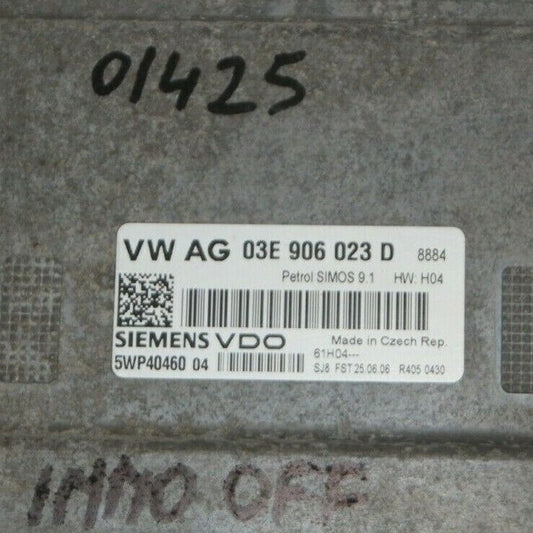 01425
VW AG 03E 906 023 D 8884
Petrol SIMOS 9.1 HW: H04
SIEMENS VDO Made in Czech Rep.
5WP40460 04 61H04---
SJ8 FST 25.06.06 R405 0430
IMMO OFF